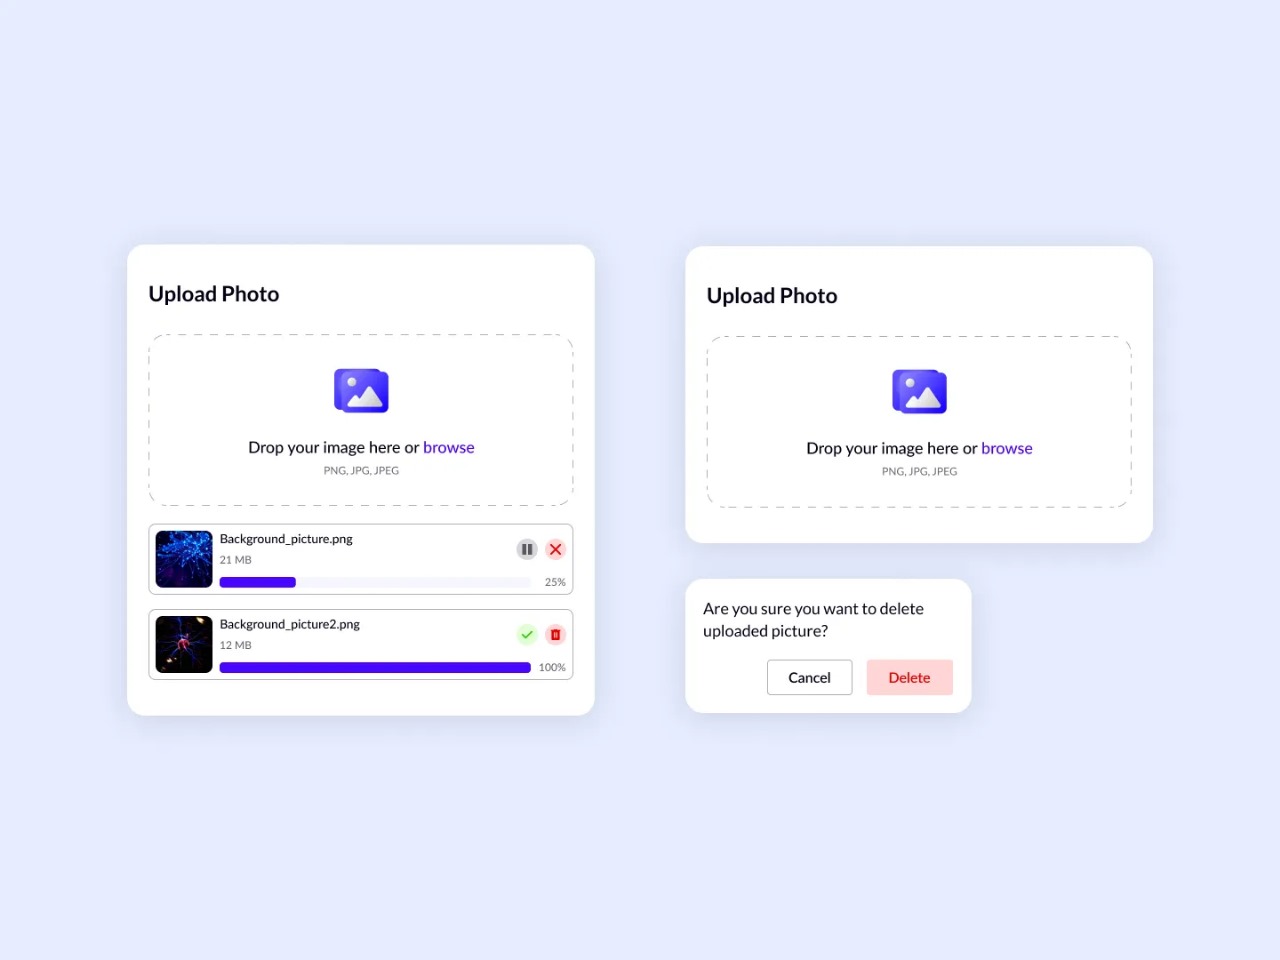 Upload Photo
Drop your image here or browse
PNG, JPG, JPEG
Background_picture.png
21 MB
25%
Background_picture2.png
12 MB
100%
Upload Photo
Drop your image here or browse
PNG, JPG, JPEG
Are you sure you want to delete
uploaded picture?
Cancel
Delete